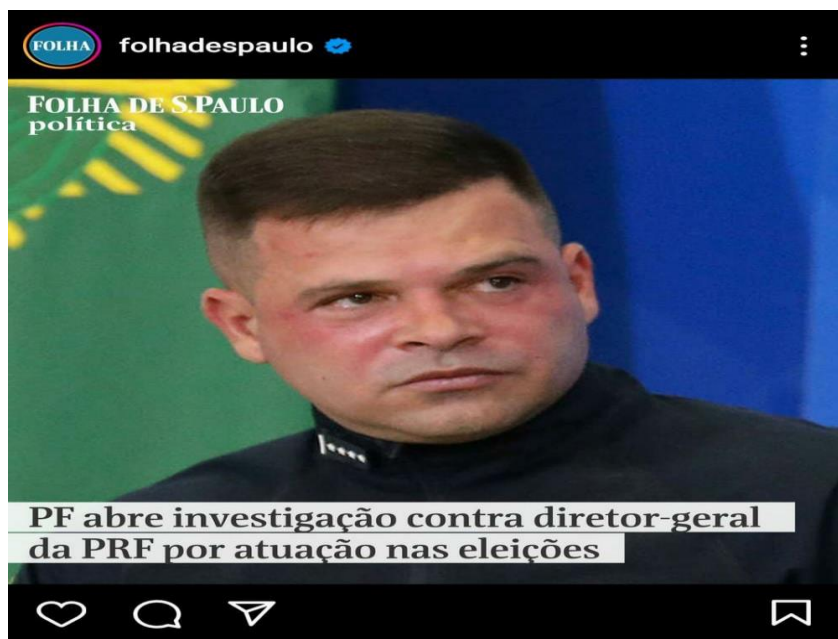 FOLHA
folhadespaulo
FOLHA DE S.PAULO
política
PF abre investigação contra diretor-geral
da PRF por atuação nas eleições